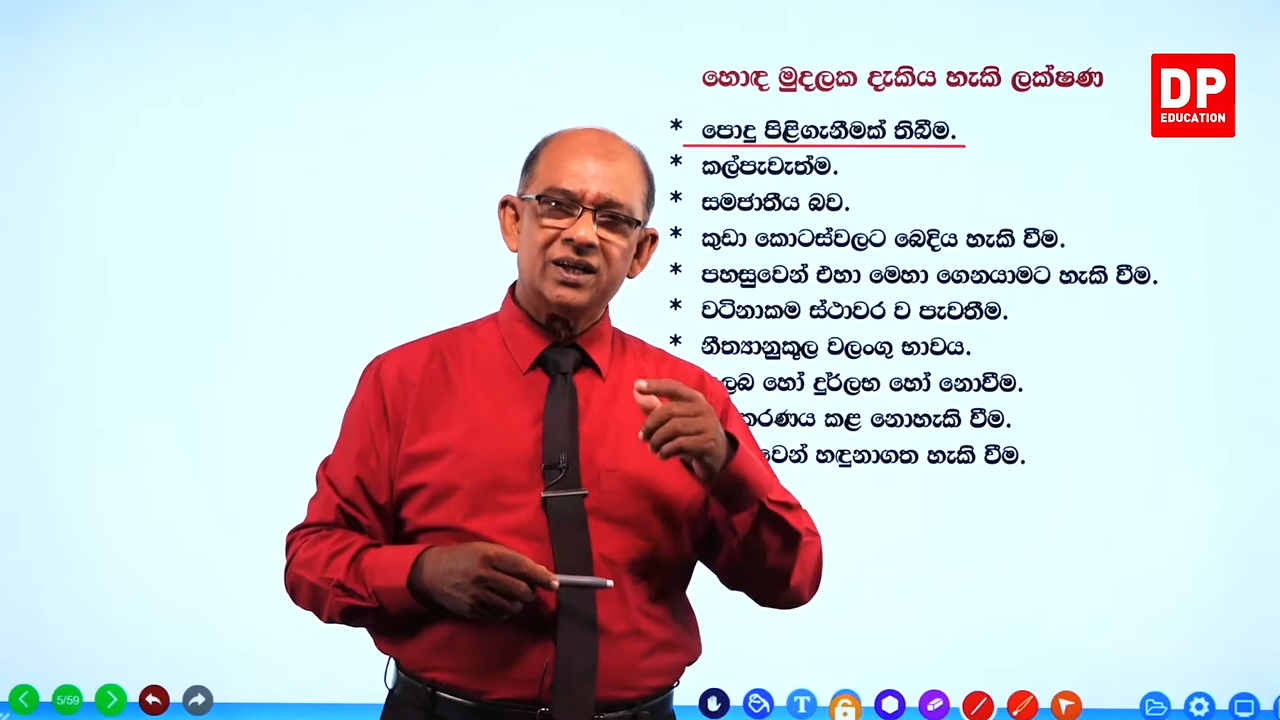 හොඳ මුදලක දැකිය හැකි ලක්ෂණ
DP
EDUCATION
* පොදු පිළිගැනීමක් තිබීම.
* කල්පැවැත්ම.
* සමජාතීය බව.
* කුඩා කොටස්වලට බෙදිය හැකි වීම.
* පහසුවෙන් එහා මෙහා ගෙනයාමට හැකි වීම.
* වටිනාකම ස්ථාවර ව පැවතීම.
* නීත්‍යානුකූල වලංගු භාවය.
හෝ දුර්ලභ හෝ නොවීම.
කළ නොහැකි වීම.
හඳුනාගත හැකි වීම.
5/59